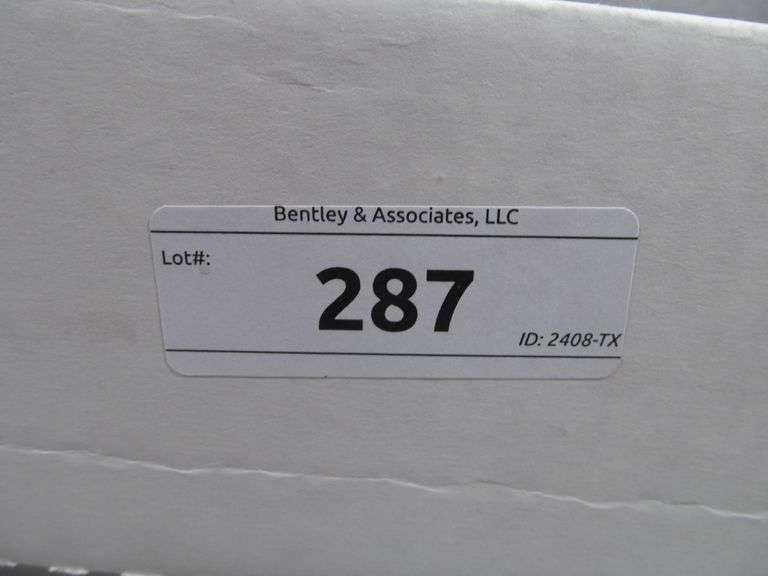 Bentley & Associates, LLC
Lot#:
287
ID: 2408-TX